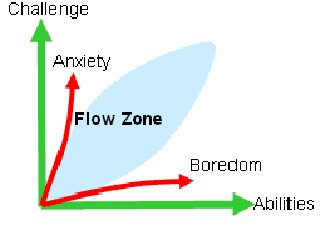 Challenge
Anxiety
Flow Zone
Boredom
Abilities